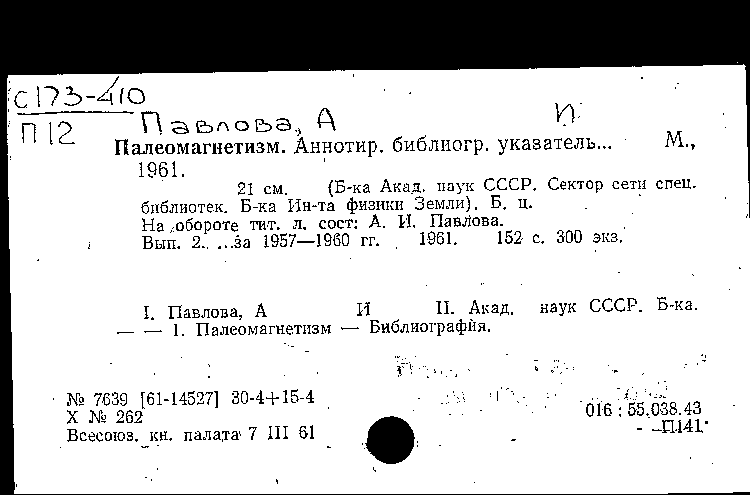 С173-410
П12
Павлова, А И.
Палеомагнетизм. Аннотир. библиогр. указатель... М.,
1961.
21 см. (Б-ка Акад. наук СССР. Сектор сети спец.
библиотек. Б-ка Ин-та физики Земли). Б. ц.
На обороте тит. л. сост: А. И. Павлова.
Вып. 2. ...за 1957—1960 гг. 1961. 152 с. 300 экз.
I. Павлова, А И II. Акад. наук СССР. Б-ка.
— — 1. Палеомагнетизм — Библиография.
№ 7639 [61-14527] 30-4+15-4
Х № 262
Всесоюз. кн. палата 7 III 61
016 : 55.038.43
- -П141